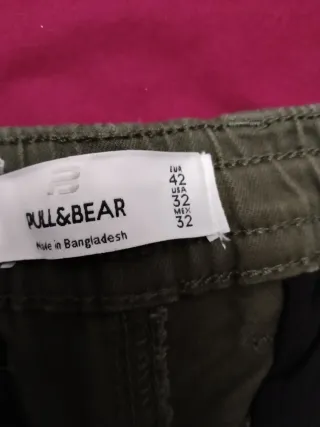 PULL&BEAR
Made in Bangladesh
EUR
42
USA
32
MEX
32